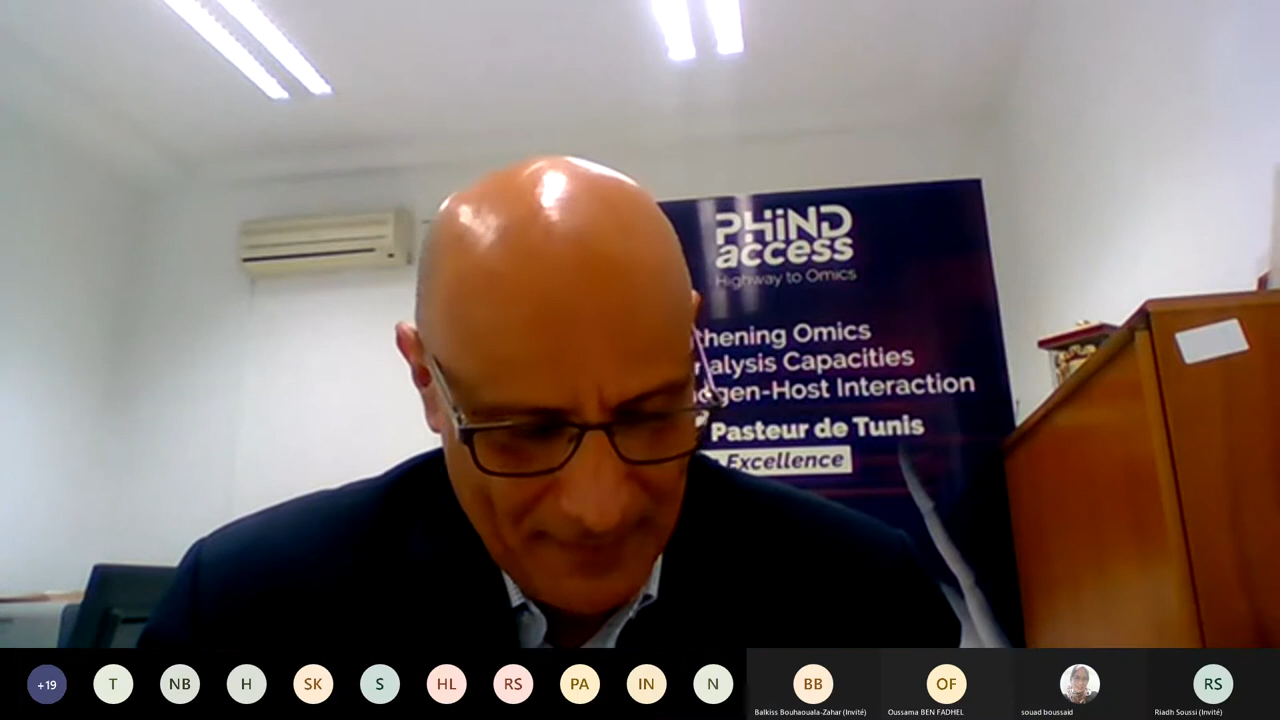 PHiND
access
Highway to Omics
thening Omics
alysis Capacities
gen-Host Interaction
Pasteur de Tunis
Excellence
+19
T
NB
H
SK
S
HL
RS
PA
IN
N
BB
OF
RS
Balkiss Bouhaouala-Zahar (Invité)
Oussama BEN FADHEL
souad boussaid
Riadh Soussi (Invité)